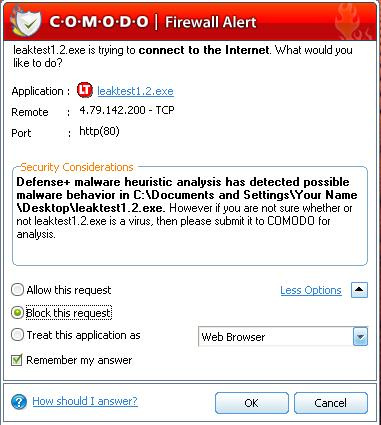 C·O·M·O·D·O | Firewall Alert
leaktest1.2.exe is trying to connect to the Internet. What would you
like to do?
Application : LT leaktest1.2.exe
Remote : 4.79.142.200 - TCP
Port : http(80)
Security Considerations
Defense+ malware heuristic analysis has detected possible
malware behavior in C:\Documents and Settings\Your Name
\Desktop\leaktest1.2.exe. However if you are not sure whether or
not leaktest1.2.exe is a virus, then please submit it to COMODO for
analysis.
Allow this request
Less Options
Block this request
Treat this application as
Web Browser
Remember my answer
? How should I answer?
OK
Cancel